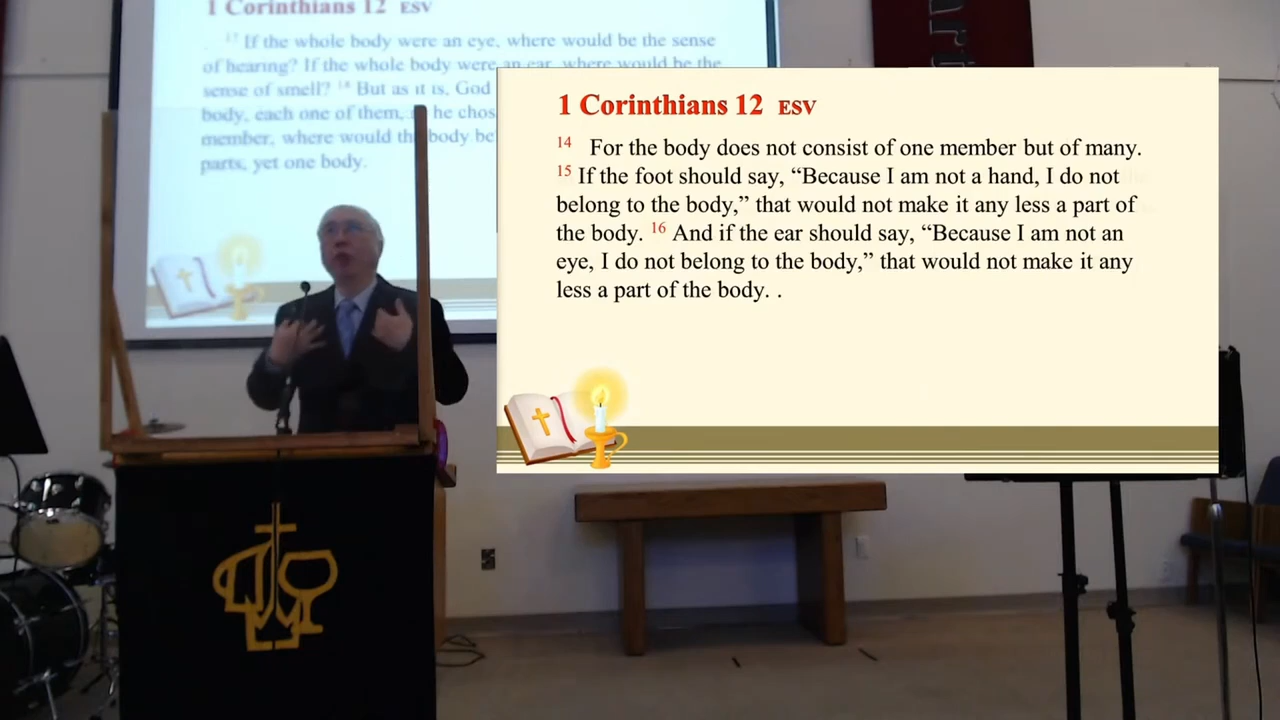 1 Corinthians 12 ESV
17 If the whole body were an eye, where would be the sense
of hearing? If the whole body were an ear, where would be the
sense of smell? 18 But as it is, God
body, each one of them, he chos
member, where would th body be
parts, yet one body.
1 Corinthians 12 ESV
14 For the body does not consist of one member but of many.
15 If the foot should say, “Because I am not a hand, I do not
belong to the body,” that would not make it any less a part of
the body. 16 And if the ear should say, “Because I am not an
eye, I do not belong to the body,” that would not make it any
less a part of the body. .